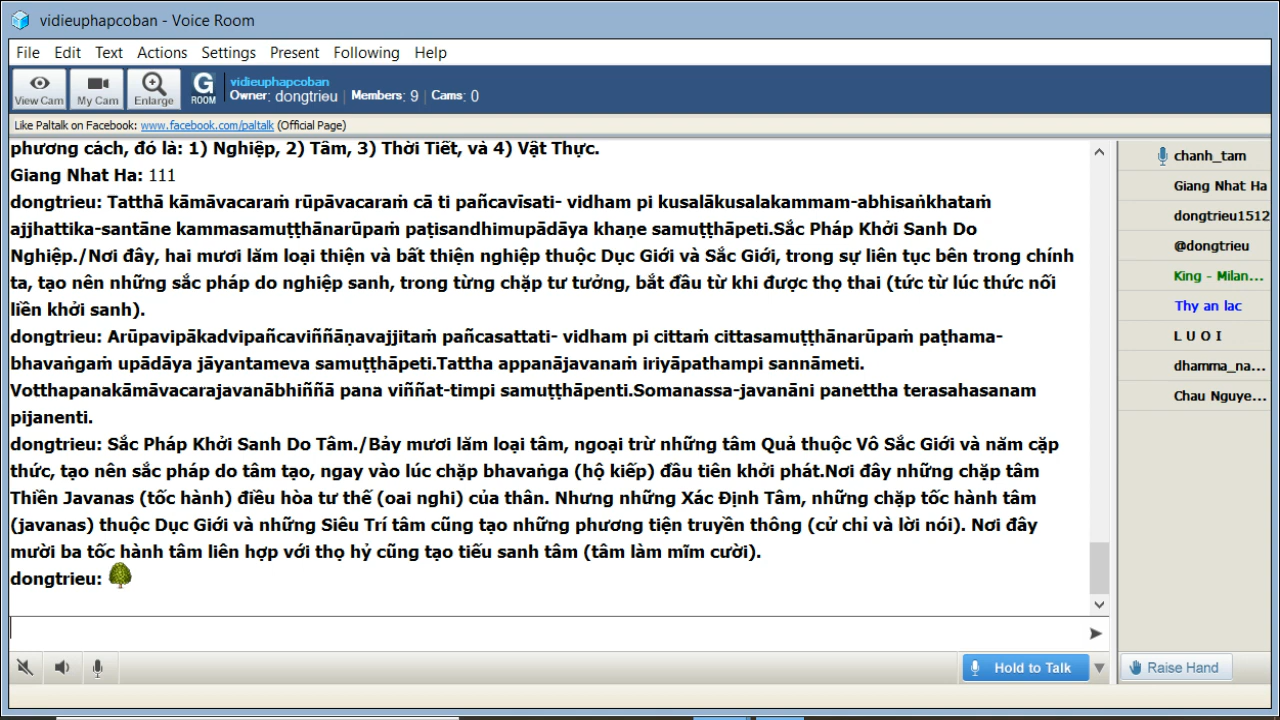 vidieuphapcoban - Voice Room
File Edit Text Actions Settings Present Following Help
View Cam My Cam Enlarge G ROOM
vidieuphapcoban
Owner: dongtrieu | Members: 9 | Cams: 0
Like Paltalk on Facebook: www.facebook.com/paltalk (Official Page)
phương cách, đó là: 1) Nghiệp, 2) Tâm, 3) Thời Tiết, và 4) Vật Thực.
Giang Nhat Ha: 111
dongtrieu: Tatthā kāmāvacaraṁ rūpāvacaraṁ cā ti pañcavīsati- vidham pi kusalākusalakammam-abhisaṅkhataṁ
ajjhattika-santāne kammasamuṭṭhānarūpaṁ paṭisandhimupādāya khaṇe samuṭṭhāpeti.Sắc Pháp Khởi Sanh Do
Nghiệp./Nơi đây, hai mươi lăm loại thiện và bất thiện nghiệp thuộc Dục Giới và Sắc Giới, trong sự liên tục bên trong chính
ta, tạo nên những sắc pháp do nghiệp sanh, trong từng chặp tư tưởng, bắt đầu từ khi được thọ thai (tức từ lúc thức nối
liền khởi sanh).
dongtrieu: Arūpavipākadvipañcaviññāṇavajjitaṁ pañcasattati- vidham pi cittaṁ cittasamuṭṭhānarūpaṁ paṭhama-
bhavaṅgaṁ upādāya jāyantameva samuṭṭhāpeti.Tattha appanājavanaṁ iriyāpathampi sannāmeti.
Votthapanakāmāvacarajavanābhiññā pana viññat-timpi samuṭṭhāpenti.Somanassa-javanāni panettha terasahasanam
pijanenti.
dongtrieu: Sắc Pháp Khởi Sanh Do Tâm./Bảy mươi lăm loại tâm, ngoại trừ những tâm Quả thuộc Vô Sắc Giới và năm cặp
thức, tạo nên sắc pháp do tâm tạo, ngay vào lúc chặp bhavaṅga (hộ kiếp) đầu tiên khởi phát.Nơi đây những chặp tâm
Thiền Javanas (tốc hành) điều hòa tư thế (oai nghi) của thân. Nhưng những Xác Định Tâm, những chặp tốc hành tâm
(javanas) thuộc Dục Giới và những Siêu Trí tâm cũng tạo những phương tiện truyền thông (cử chỉ và lời nói). Nơi đây
mười ba tốc hành tâm liên hợp với thọ hỷ cũng tạo tiếu sanh tâm (tâm làm mĩm cười).
dongtrieu:
chanh_tam
Giang Nhat Ha
dongtrieu1512
@dongtrieu
King - Milan...
Thy an lac
L U O I
dhamma_na...
Chau Nguye...
Hold to Talk
Raise Hand